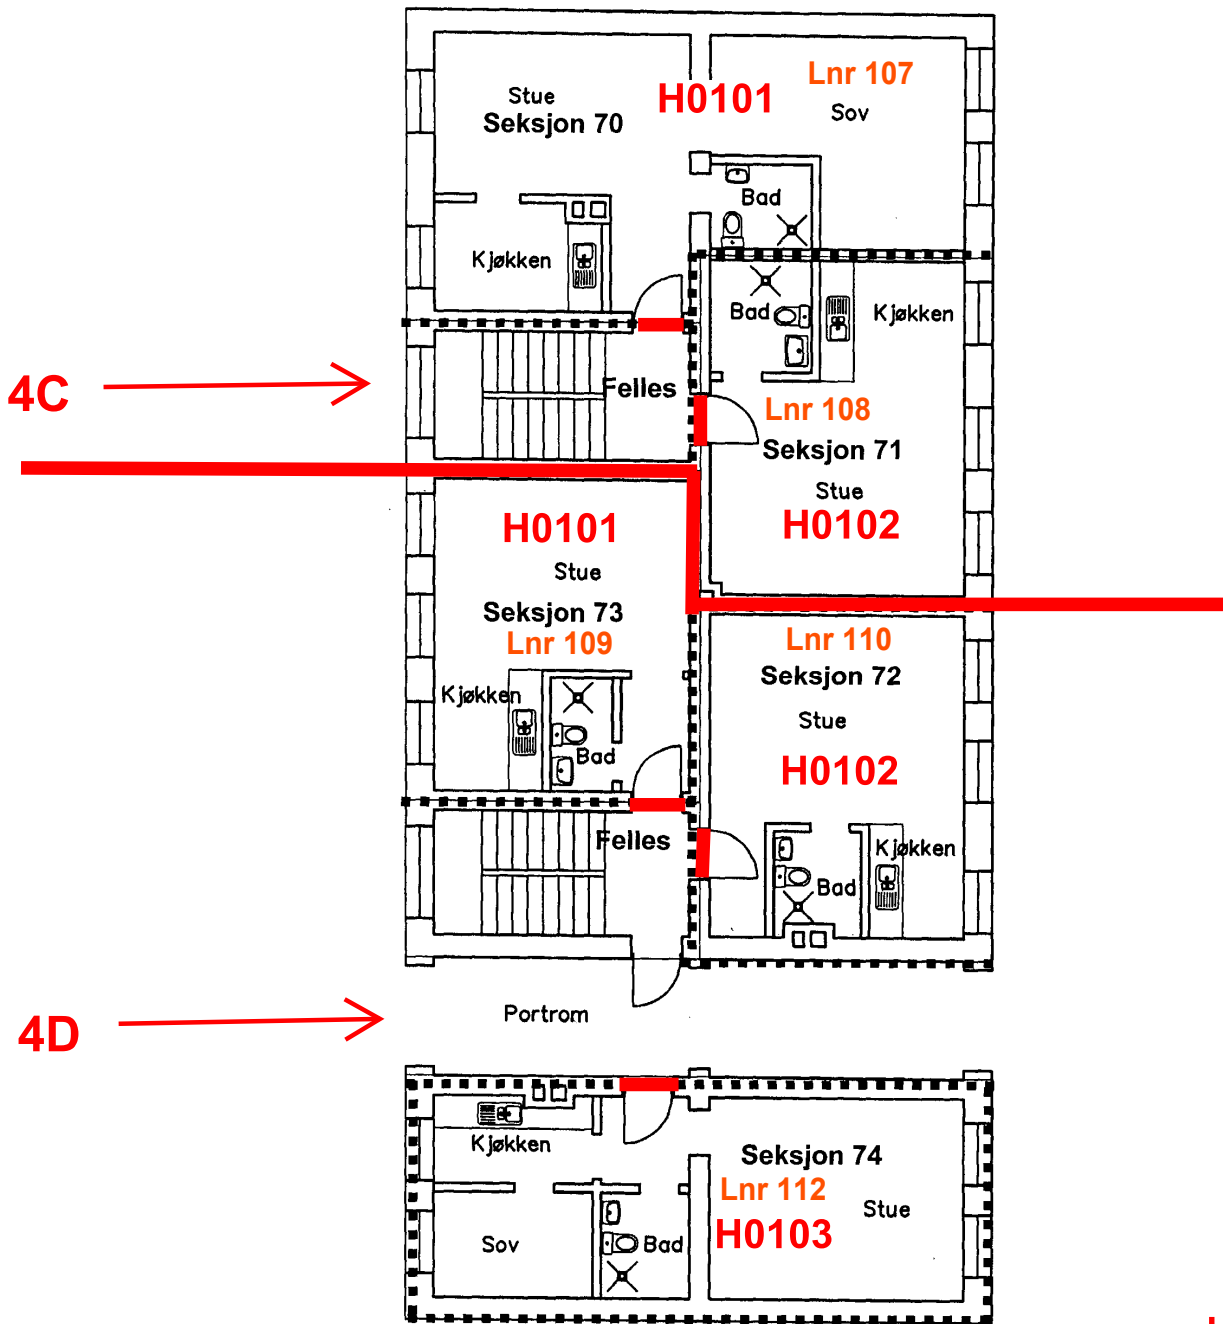 Lnr 107
Stue
H0101
Sov
Seksjon 70
Bad
Kjøkken
Bad
Kjøkken
4C
Felles
Lnr 108
Seksjon 71
Stue
H0102
H0101
Stue
Seksjon 73
Lnr 109
Lnr 110
Seksjon 72
Kjøkken
Stue
Bad
H0102
Felles
Kjøkken
Bad
Portrom
4D
Kjøkken
Seksjon 74
Lnr 112
Stue
Sov
Bad
H0103